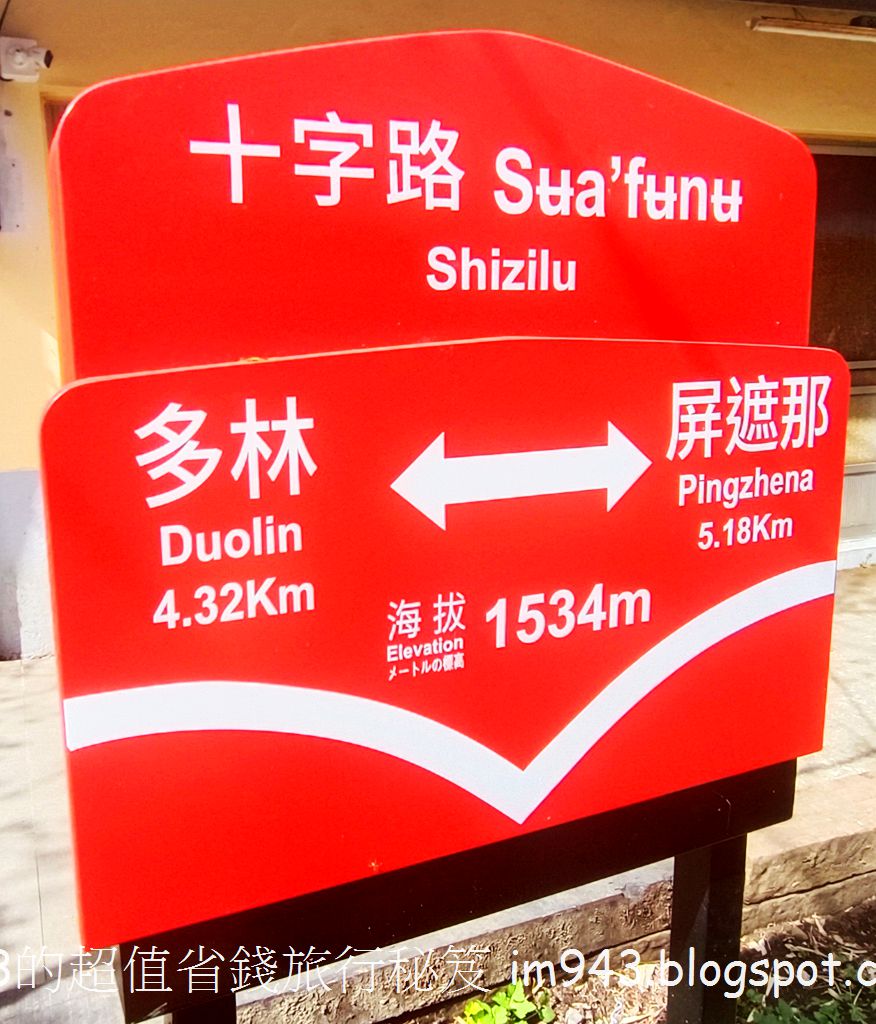 十字路 Sʉa’fʉnʉ
Shizilu
多林
Duolin
4.32Km
屏遮那
Pingzhena
5.18Km
海拔 1534m
Elevation
メートルの標高
3的超值省錢旅行秘笈 im943.blogspot.c